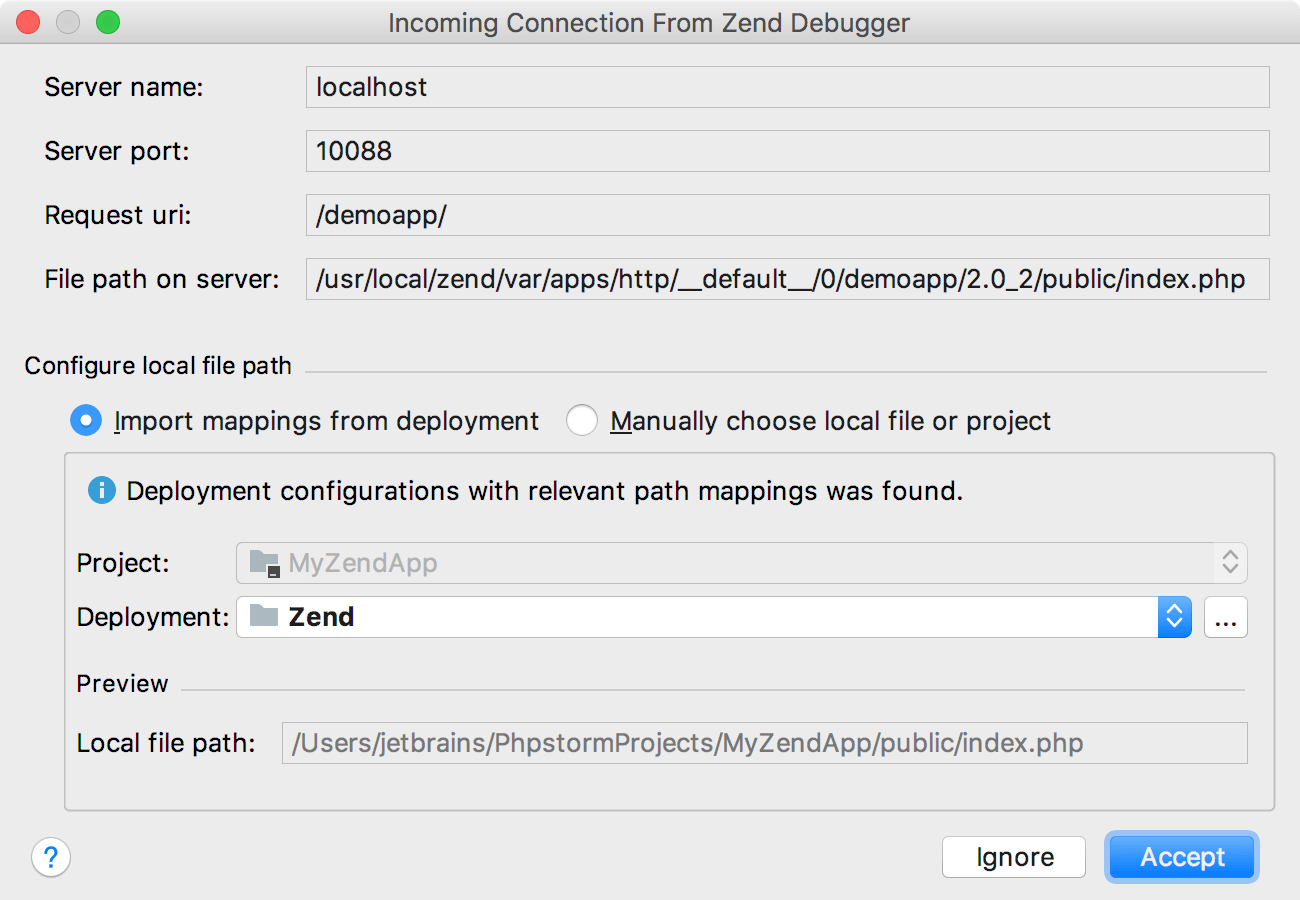 Incoming Connection From Zend Debugger
Server name: localhost
Server port: 10088
Request uri: /demoapp/
File path on server: /usr/local/zend/var/apps/http/__default__/0/demoapp/2.0_2/public/index.php
Configure local file path
Import mappings from deployment Manually choose local file or project
Deployment configurations with relevant path mappings was found.
Project: MyZendApp
Deployment: Zend ...
Preview
Local file path: /Users/jetbrains/PhpstormProjects/MyZendApp/public/index.php
? Ignore Accept